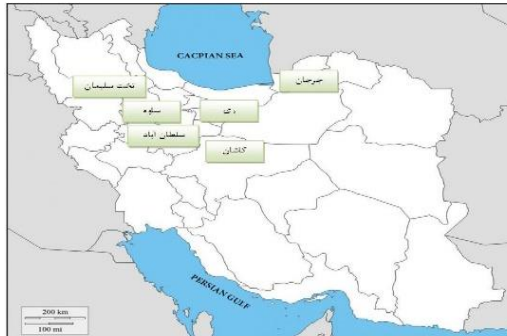 CACPIAN SEA
جرجان
تخت سلیمان
ساوه
ری
سلطان آباد
کاشان
PERSIAN GULF
200 km
100 mi